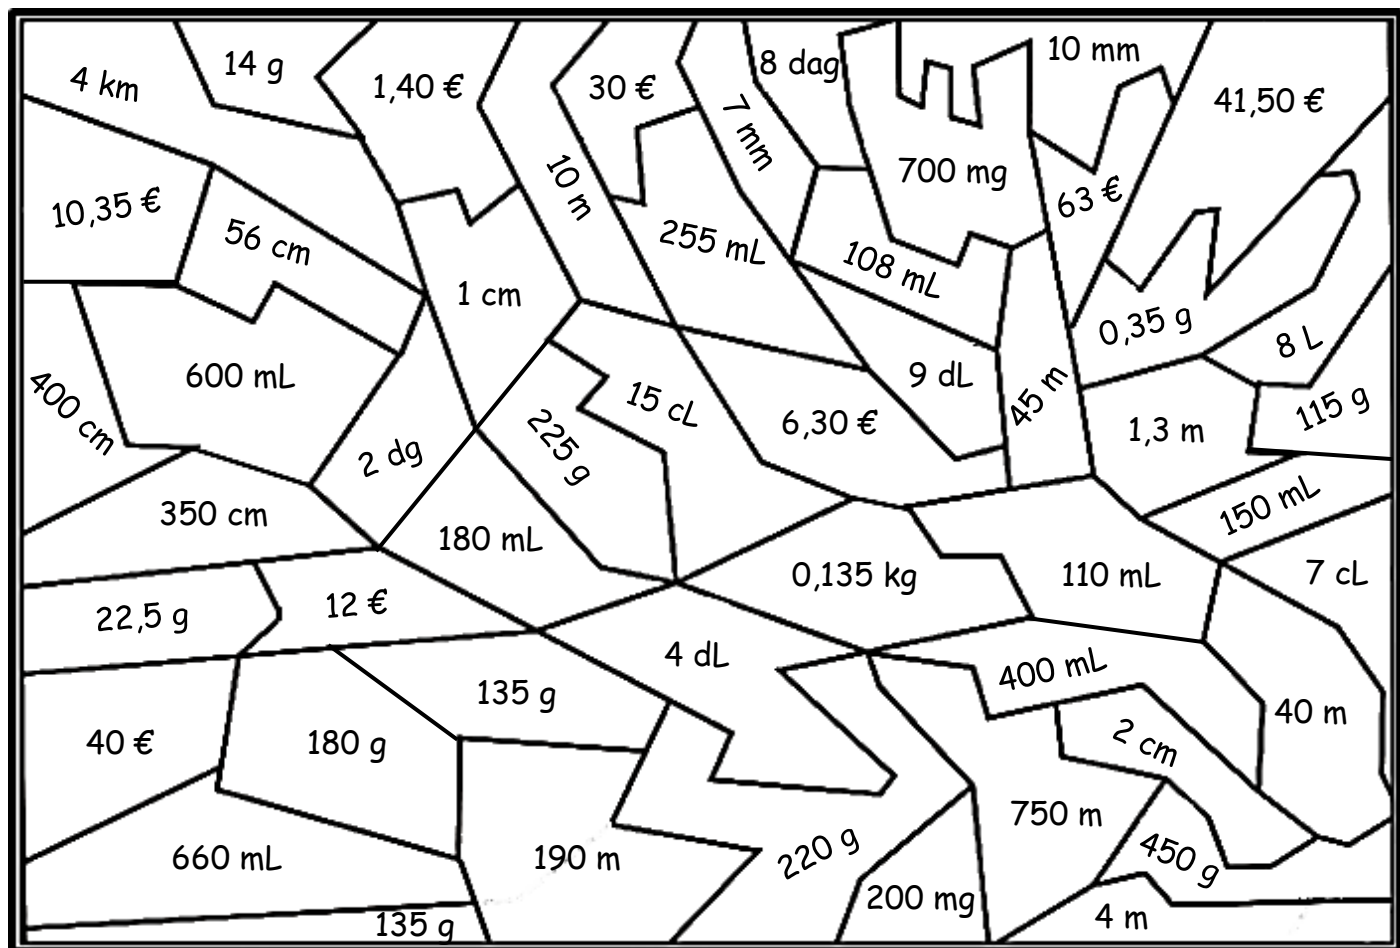 4 km
14 g
1,40 €
30 €
8 dag
10 mm
41,50 €
7 mm
10 m
700 mg
63 €
10,35 €
56 cm
255 mL
108 mL
1 cm
0,35 g
8 L
600 mL
400 cm
15 cL
9 dL
45 m
115 g
6,30 €
1,3 m
225 g
2 dg
150 mL
350 cm
180 mL
0,135 kg
110 mL
7 cL
22,5 g
12 €
4 dL
400 mL
135 g
40 m
40 €
180 g
2 cm
750 m
660 mL
190 m
220 g
450 g
200 mg
4 m
135 g